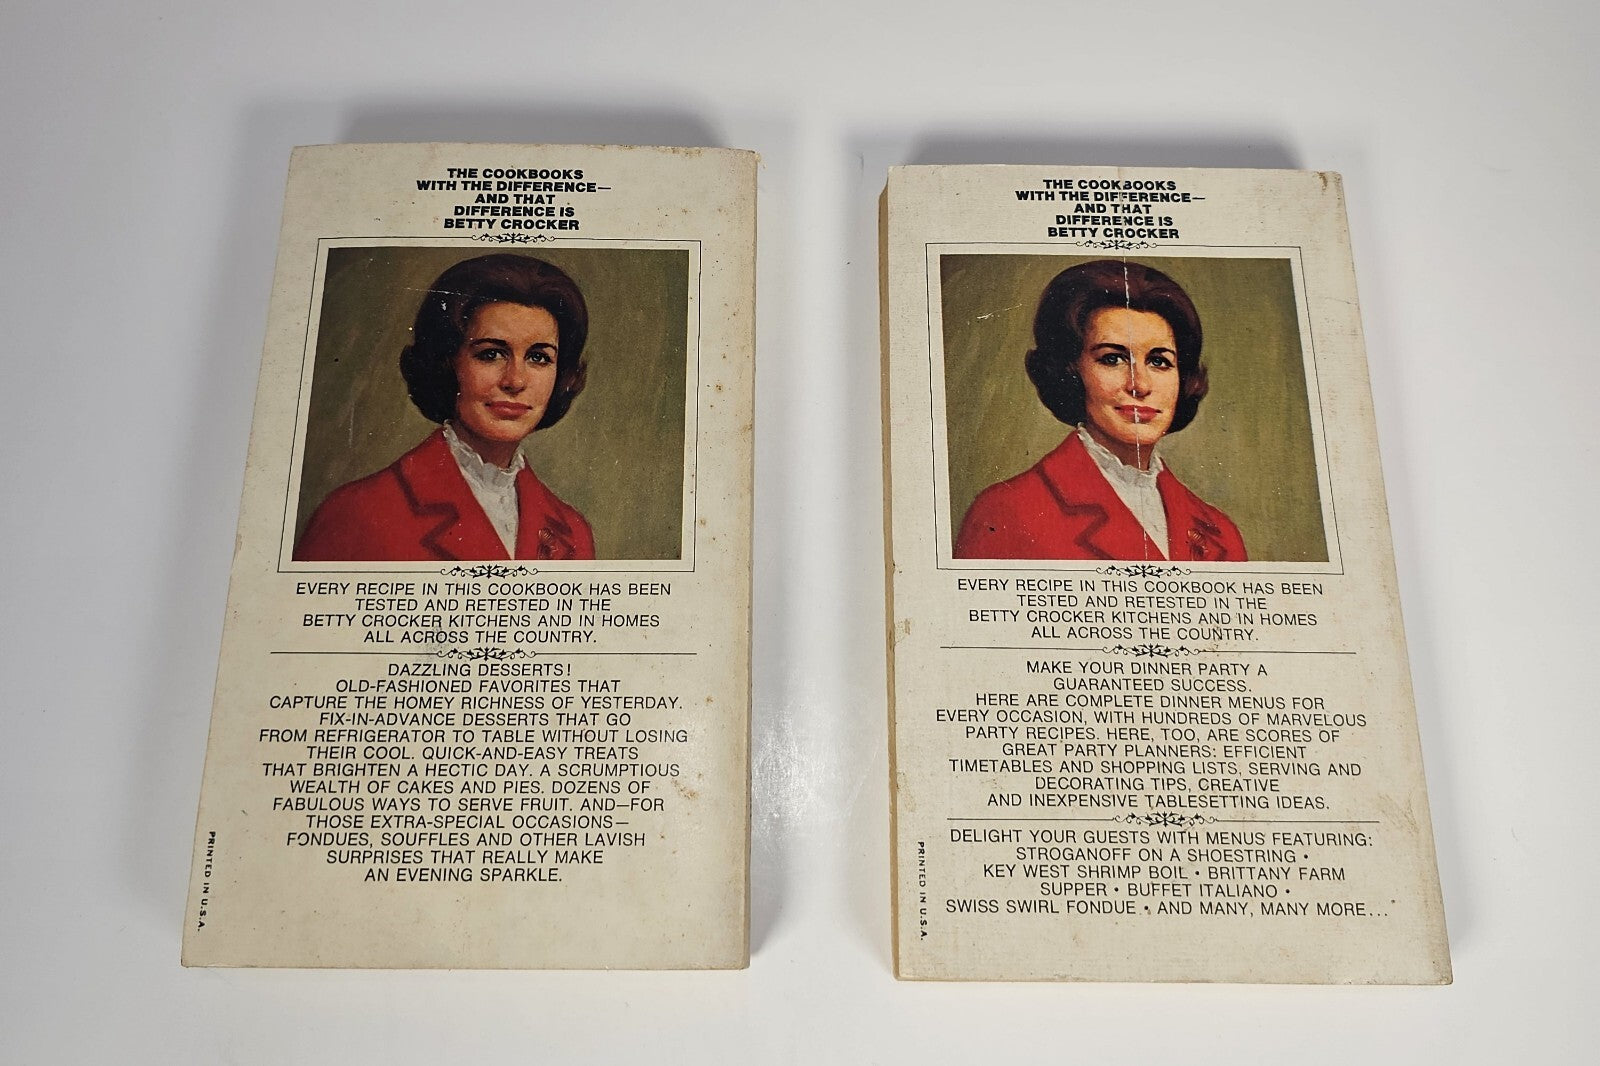 THE COOKBOOKS
WITH THE DIFFERENCE—
AND THAT
DIFFERENCE IS
BETTY CROCKER
EVERY RECIPE IN THIS COOKBOOK HAS BEEN
TESTED AND RETESTED IN THE
BETTY CROCKER KITCHENS AND IN HOMES
ALL ACROSS THE COUNTRY.
DAZZLING DESSERTS!
OLD-FASHIONED FAVORITES THAT
CAPTURE THE HOMEY RICHNESS OF YESTERDAY.
FIX-IN-ADVANCE DESSERTS THAT GO
FROM REFRIGERATOR TO TABLE WITHOUT LOSING
THEIR COOL. QUICK-AND-EASY TREATS
THAT BRIGHTEN A HECTIC DAY. A SCRUMPTIOUS
WEALTH OF CAKES AND PIES. DOZENS OF
FABULOUS WAYS TO SERVE FRUIT. AND—FOR
THOSE EXTRA-SPECIAL OCCASIONS—
FONDUES, SOUFFLES AND OTHER LAVISH
SURPRISES THAT REALLY MAKE
AN EVENING SPARKLE.
PRINTED IN U.S.A.
THE COOKBOOKS
WITH THE DIFFERENCE—
AND THAT
DIFFERENCE IS
BETTY CROCKER
EVERY RECIPE IN THIS COOKBOOK HAS BEEN
TESTED AND RETESTED IN THE
BETTY CROCKER KITCHENS AND IN HOMES
ALL ACROSS THE COUNTRY.
MAKE YOUR DINNER PARTY A
GUARANTEED SUCCESS.
HERE ARE COMPLETE DINNER MENUS FOR
EVERY OCCASION, WITH HUNDREDS OF MARVELOUS
PARTY RECIPES. HERE, TOO, ARE SCORES OF
GREAT PARTY PLANNERS: EFFICIENT
TIMETABLES AND SHOPPING LISTS, SERVING AND
DECORATING TIPS, CREATIVE
AND INEXPENSIVE TABLESETTING IDEAS.
DELIGHT YOUR GUESTS WITH MENUS FEATURING:
STROGANOFF ON A SHOESTRING •
KEY WEST SHRIMP BOIL • BRITTANY FARM
SUPPER • BUFFET ITALIANO •
SWISS SWIRL FONDUE • AND MANY, MANY MORE...
PRINTED IN U.S.A.